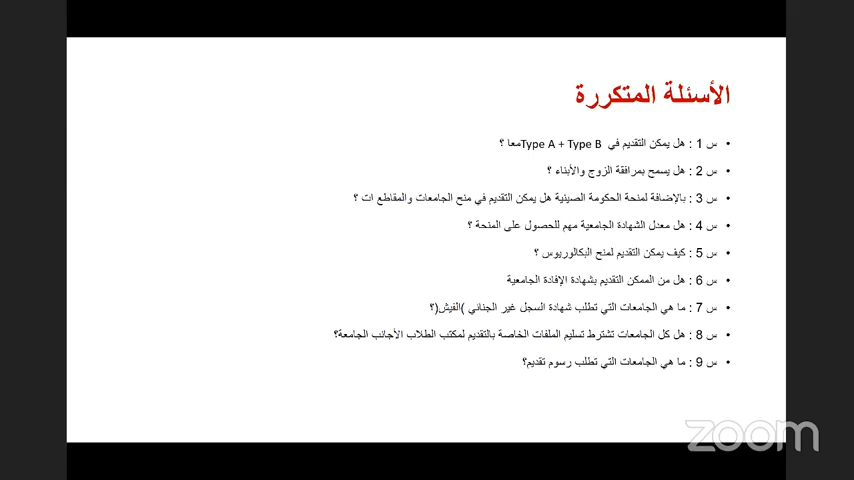 الأسئلة المتكررة
• س 1 : هل يمكن التقديم في Type A + Type B معا ؟
• س 2 : هل يسمح بمرافقة الزوج والأبناء ؟
• س 3 : بالإضافة لمنحة الحكومة الصينية هل يمكن التقديم في منح الجامعات والمقاطع ات ؟
• س 4 : هل معدل الشهادة الجامعية مهم للحصول على المنحة ؟
• س 5 : كيف يمكن التقديم لمنح البكالوريوس ؟
• س 6 : هل من الممكن التقديم بشهادة الإفادة الجامعية
• س 7 : ما هي الجامعات التي تطلب شهادة السجل غير الجنائي )الفيش(؟
• س 8 : هل كل الجامعات تشترط تسليم الملفات الخاصة بالتقديم لمكتب الطلاب الأجانب الجامعة؟
• س 9 : ما هي الجامعات التي تطلب رسوم تقديم؟
zoom